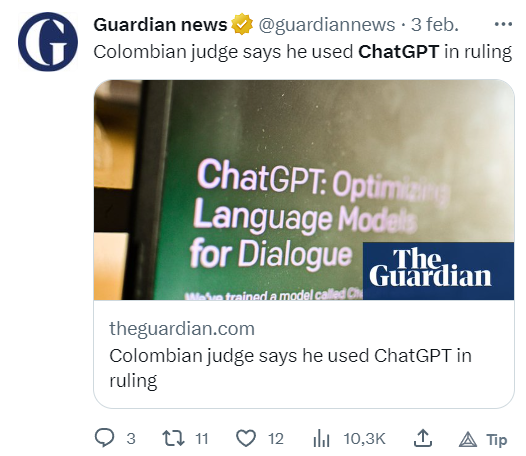 Guardian news @guardiannews · 3 feb.
Colombian judge says he used ChatGPT in ruling
ChatGPT: Optimizing
Language Models
for Dialogue
We've trained a model called Ch
The
Guardian
theguardian.com
Colombian judge says he used ChatGPT in
ruling
3 11 12 10,3K Tip